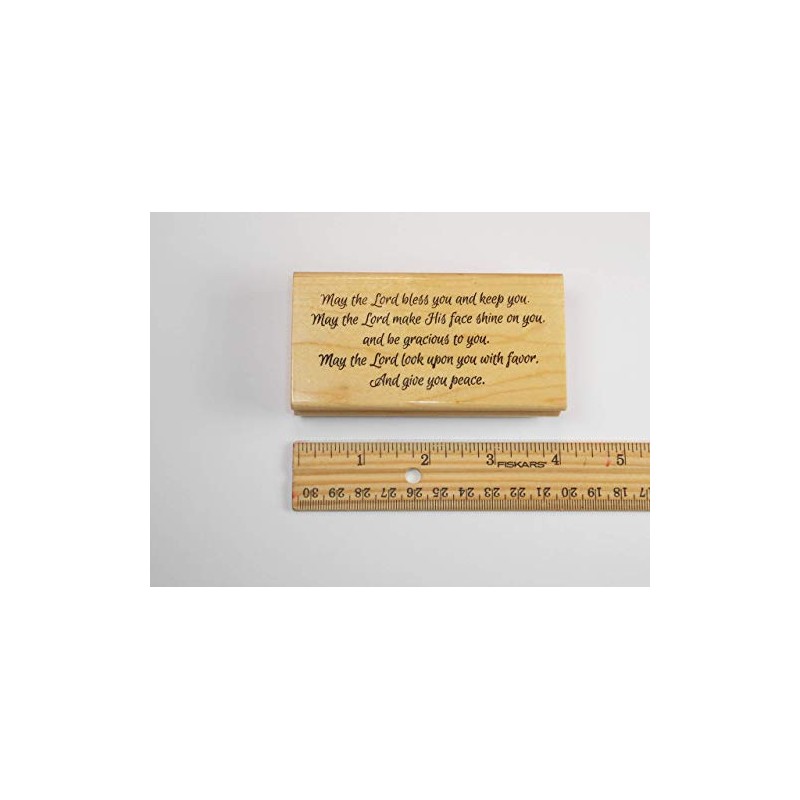 May the Lord bless you and keep you.
May the Lord make His face shine on you,
and be gracious to you.
May the Lord look upon you with favor.
And give you peace.
1 2 3 FISKARS 4 5
30 29 28 27 26 25 24 23 22 21 20 19 18 17